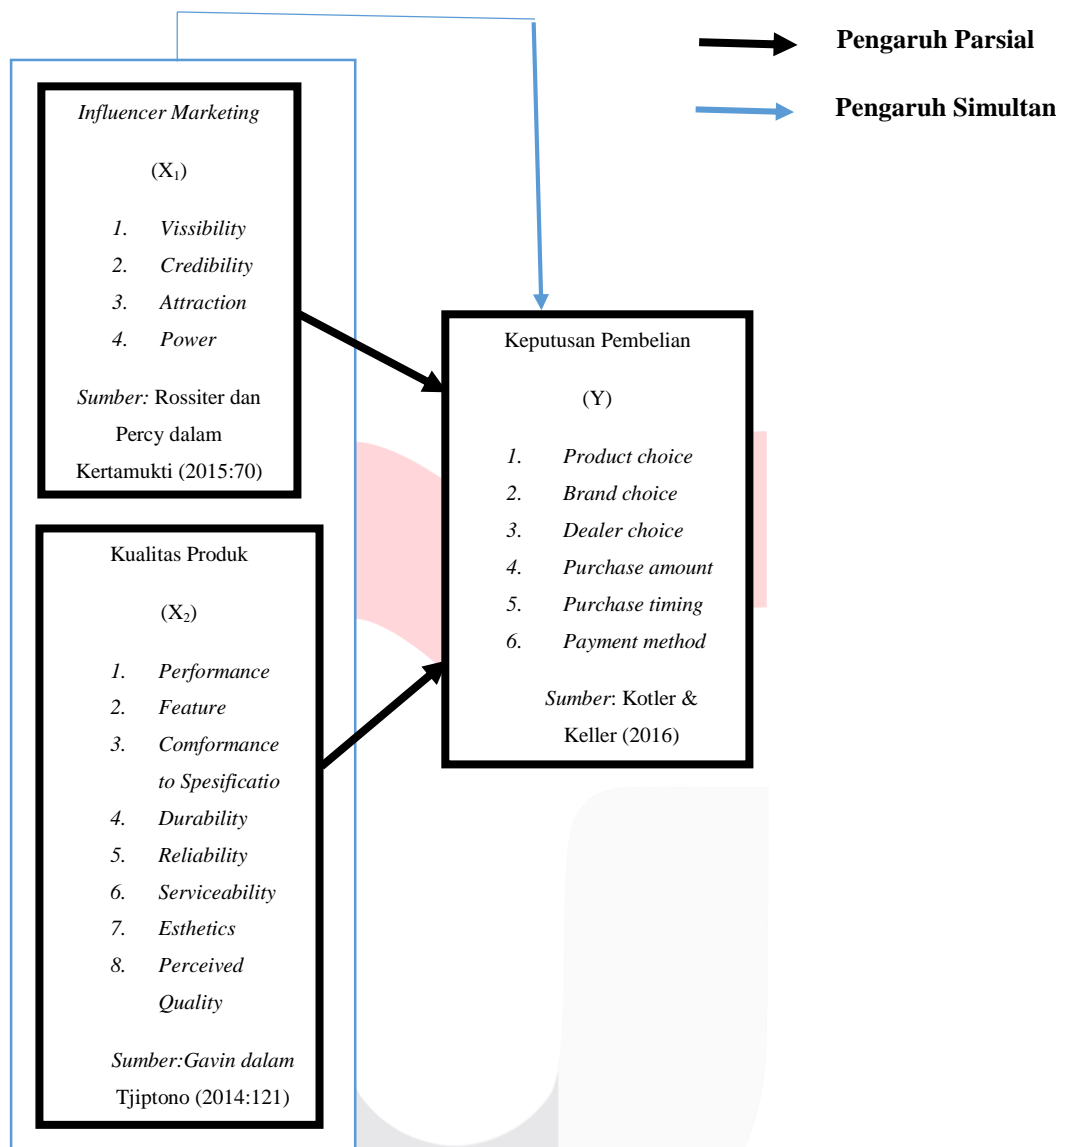 Pengaruh Parsial
Pengaruh Simultan
Influencer Marketing
(X₁)
1. Vissibility
2. Credibility
3. Attraction
4. Power
Sumber: Rossiter dan
Percy dalam
Kertamukti (2015:70)
Kualitas Produk
(X₂)
1. Performance
2. Feature
3. Comformance
to Spesificatio
4. Durability
5. Reliability
6. Serviceability
7. Esthetics
8. Perceived
Quality
Sumber:Gavin dalam
Tjiptono (2014:121)
Keputusan Pembelian
(Y)
1. Product choice
2. Brand choice
3. Dealer choice
4. Purchase amount
5. Purchase timing
6. Payment method
Sumber: Kotler &
Keller (2016)